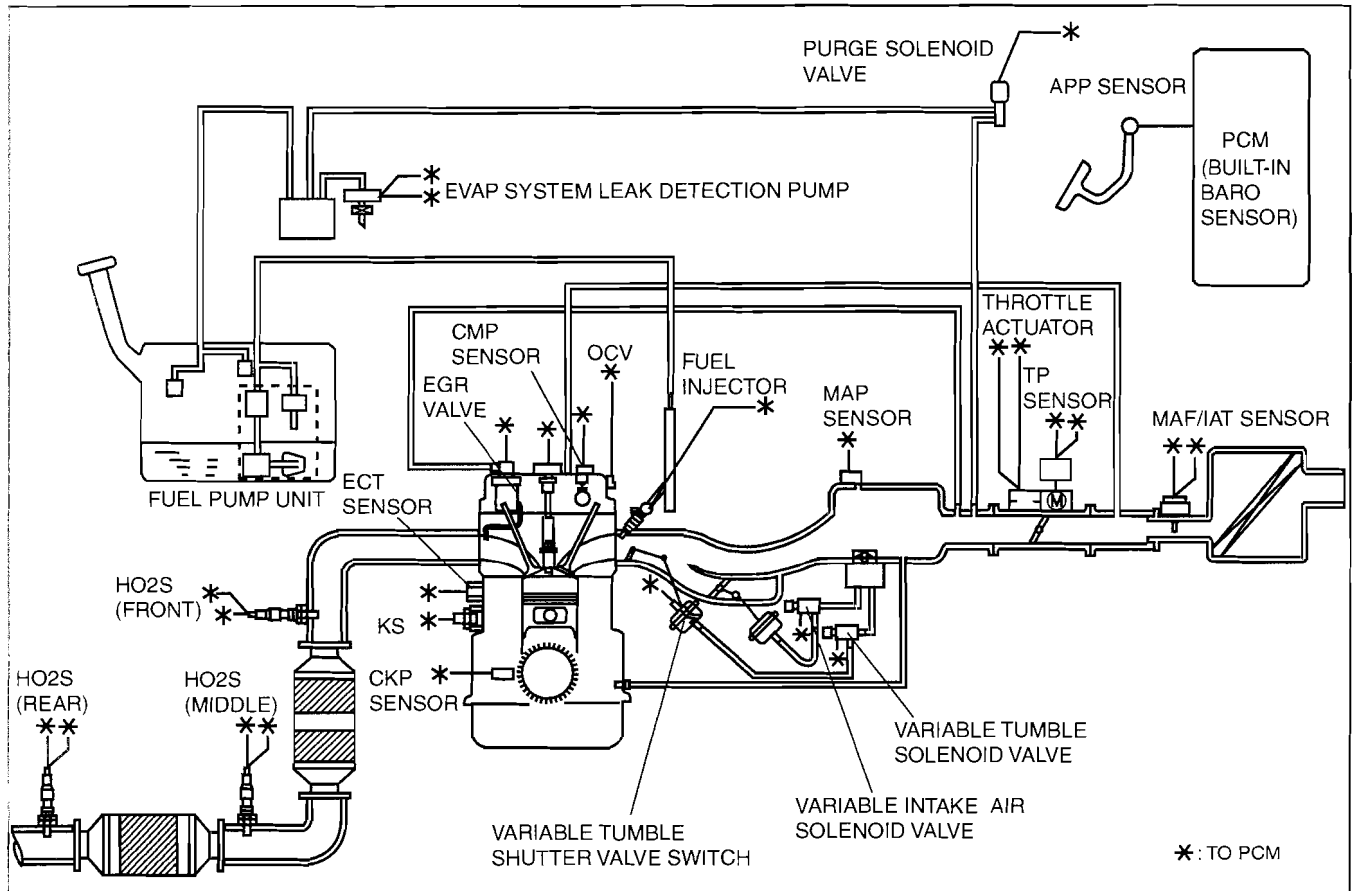 PURGE SOLENOID
VALVE
APP SENSOR
PCM
(BUILT-IN
BARO
SENSOR)
EVAP SYSTEM LEAK DETECTION PUMP
THROTTLE
ACTUATOR
CMP
SENSOR
OCV
FUEL
INJECTOR
EGR
VALVE
MAP
SENSOR
TP
SENSOR
MAF/IAT SENSOR
M
FUEL PUMP UNIT
ECT
SENSOR
HO2S
(FRONT)
KS
CKP
SENSOR
HO2S
(REAR)
HO2S
(MIDDLE)
VARIABLE TUMBLE
SOLENOID VALVE
VARIABLE INTAKE AIR
SOLENOID VALVE
VARIABLE TUMBLE
SHUTTER VALVE SWITCH
* : TO PCM